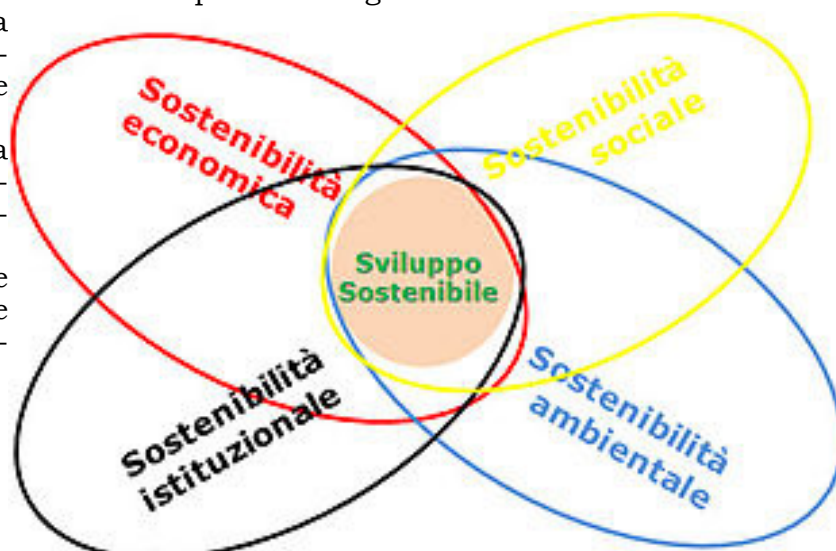 Sostenibilità
economica
Sostenibilità
sociale
Sviluppo
Sostenibile
Sostenibilità
istituzionale
Sostenibilità
ambientale